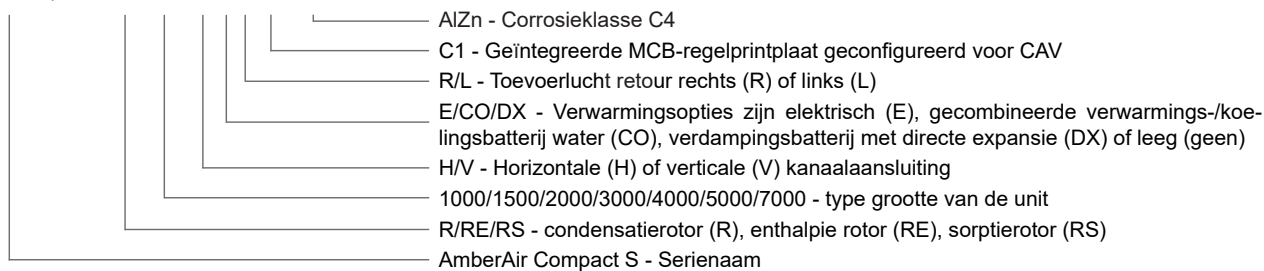 AlZn - Corrosieklasse C4
C1 - Geïntegreerde MCB-regelprintplaat geconfigureerd voor CAV
R/L - Toevoerlucht retour rechts (R) of links (L)
E/CO/DX - Verwarmingsopties zijn elektrisch (E), gecombineerde verwarmings-/koe-
lingsbatterij water (CO), verdampingsbatterij met directe expansie (DX) of leeg (geen)
H/V - Horizontale (H) of verticale (V) kanaalaansluiting
1000/1500/2000/3000/4000/5000/7000 - type grootte van de unit
R/RE/RS - condensatierotor (R), enthalpie rotor (RE), sorptierotor (RS)
AmberAir Compact S - Serienaam